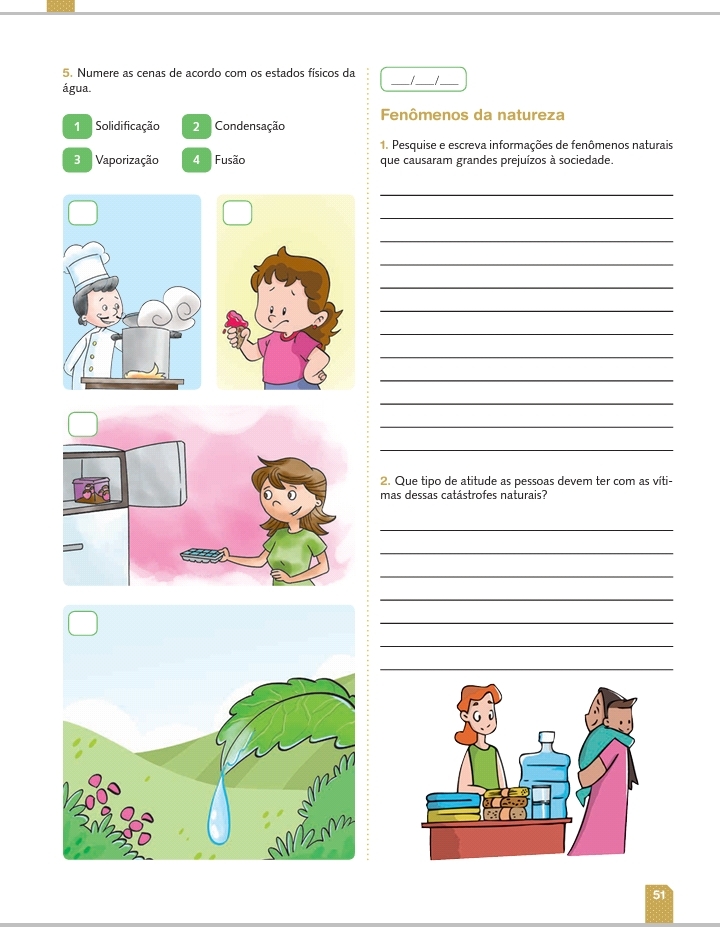 5. Numere as cenas de acordo com os estados físicos da
água.
1 Solidificação 2 Condensação
3 Vaporização 4 Fusão
___/___/___
Fenômenos da natureza
1. Pesquise e escreva informações de fenômenos naturais
que causaram grandes prejuízos à sociedade.
2. Que tipo de atitude as pessoas devem ter com as víti-
mas dessas catástrofes naturais?
51